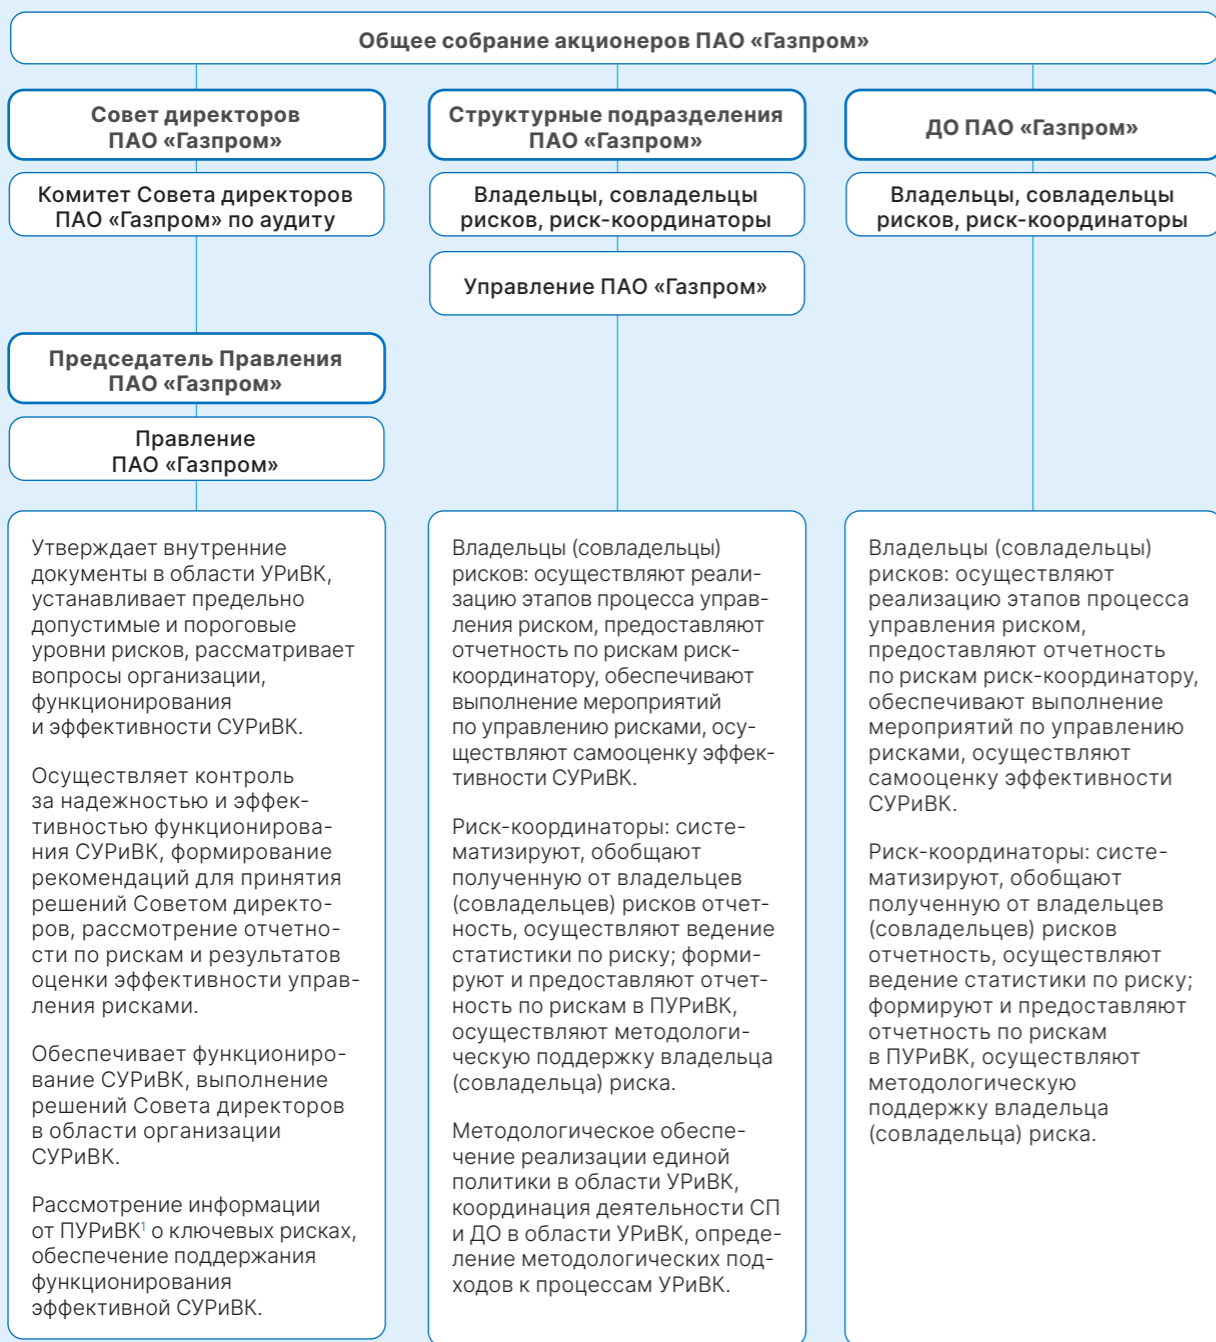 Общее собрание акционеров ПАО «Газпром»
Совет директоров
ПАО «Газпром»
Комитет Совета директоров
ПАО «Газпром» по аудиту
Председатель Правления
ПАО «Газпром»
Правление
ПАО «Газпром»
Утверждает внутренние
документы в области УРиВК,
устанавливает предельно
допустимые и пороговые
уровни рисков, рассматривает
вопросы организации,
функционирования
и эффективности СУРиВК.
Осуществляет контроль
за надежностью и эффек-
тивностью функционирова-
ния СУРиВК, формирование
рекомендаций для принятия
решений Советом директо-
ров, рассмотрение отчетно-
сти по рискам и результатов
оценки эффективности управ-
ления рисками.
Обеспечивает функциониро-
вание СУРиВК, выполнение
решений Совета директоров
в области организации
СУРиВК.
Рассмотрение информации
от ПУРиВК¹ о ключевых рисках,
обеспечение поддержания
функционирования
эффективной СУРиВК.
Структурные подразделения
ПАО «Газпром»
Владельцы, совладельцы
рисков, риск-координаторы
Управление ПАО «Газпром»
Владельцы (совладельцы)
рисков: осуществляют реали-
зацию этапов процесса управ-
ления риском, предоставляют
отчетность по рискам риск-
координатору, обеспечивают
выполнение мероприятий
по управлению рисками, осу-
ществляют самооценку эффек-
тивности СУРиВК.
Риск-координаторы: систе-
матизируют, обобщают
полученную от владельцев
(совладельцев) рисков отчет-
ность, осуществляют ведение
статистики по риску; форми-
руют и предоставляют отчет-
ность по рискам в ПУРиВК,
осуществляют методологи-
ческую поддержку владельца
(совладельца) риска.
Методологическое обеспе-
чение реализации единой
политики в области УРиВК,
координация деятельности СП
и ДО в области УРиВК, опреде-
ление методологических под-
ходов к процессам УРиВК.
ДО ПАО «Газпром»
Владельцы, совладельцы
рисков, риск-координаторы
Владельцы (совладельцы)
рисков: осуществляют
реализацию этапов процесса
управления риском,
предоставляют отчетность
по рискам риск-координатору,
обеспечивают выполнение
мероприятий по управлению
рисками, осуществляют
самооценку эффективности
СУРиВК.
Риск-координаторы: систе-
матизируют, обобщают
полученную от владельцев
(совладельцев) рисков
отчетность, осуществляют
ведение статистики по риску;
формируют и предоставляют
отчетность по рискам
в ПУРиВК, осуществляют
методологическую
поддержку владельца
(совладельца) риска.